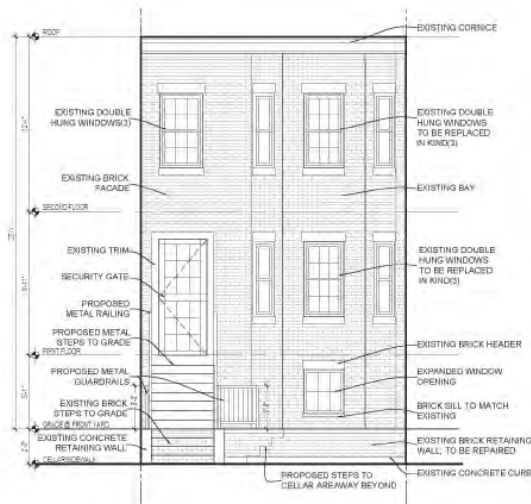 ROOF
EXISTING CORNICE
EXISTING DOUBLE
HUNG WINDOWS(3)
EXISTING DOUBLE
HUNG WINDOWS
TO BE REPLACED
IN KIND(3)
EXISTING BRICK
FACADE
EXISTING BAY
SECOND FLOOR
EXISTING TRIM
SECURITY GATE
EXISTING DOUBLE
HUNG WINDOWS
TO BE REPLACED
IN KIND(3)
PROPOSED
METAL RAILING
PROPOSED METAL
STEPS TO GRADE
FIRST FLOOR
EXISTING BRICK HEADER
PROPOSED METAL
GUARDRAILS
EXPANDED WINDOW
OPENING
EXISTING BRICK
STEPS TO GRADE
BRICK SILL TO MATCH
EXISTING
GRADE @ FRONT YARD
EXISTING CONCRETE
RETAINING WALL
EXISTING BRICK RETAINING
WALL; TO BE REPAIRED
CELLAR/SIDEWALK
PROPOSED STEPS TO
CELLAR AREAWAY BEYOND
EXISTING CONCRETE CURB